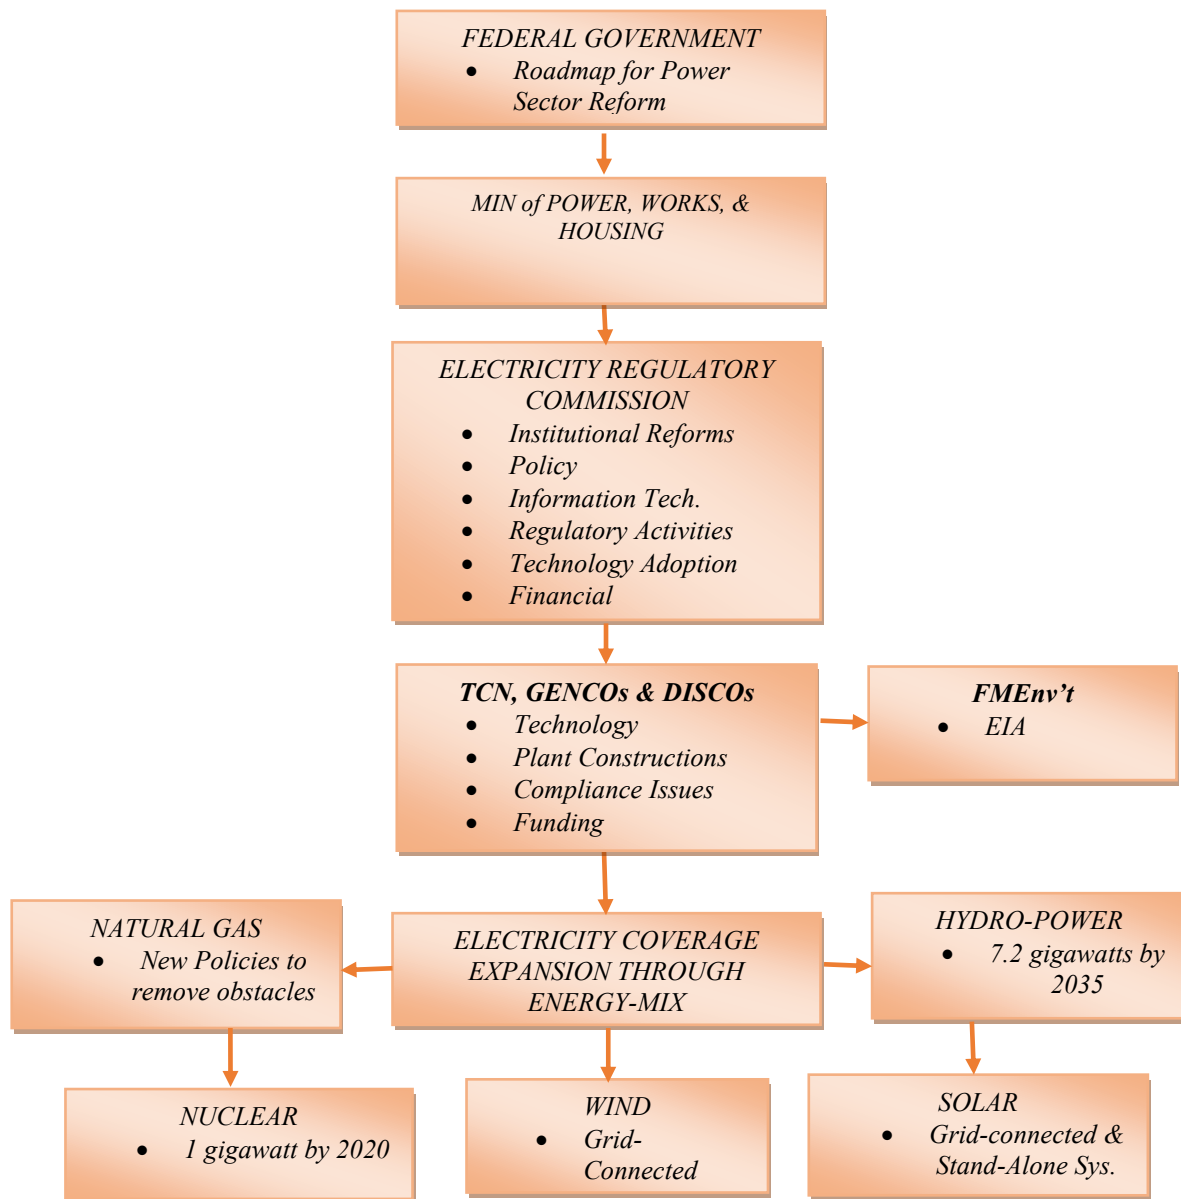 FEDERAL GOVERNMENT
• Roadmap for Power
Sector Reform
MIN of POWER, WORKS, &
HOUSING
ELECTRICITY REGULATORY
COMMISSION
• Institutional Reforms
• Policy
• Information Tech.
• Regulatory Activities
• Technology Adoption
• Financial
TCN, GENCOs & DISCOs
• Technology
• Plant Constructions
• Compliance Issues
• Funding
FMEnv’t
• EIA
NATURAL GAS
• New Policies to
remove obstacles
ELECTRICITY COVERAGE
EXPANSION THROUGH
ENERGY-MIX
HYDRO-POWER
• 7.2 gigawatts by
2035
NUCLEAR
• 1 gigawatt by 2020
WIND
• Grid-
Connected
SOLAR
• Grid-connected &
Stand-Alone Sys.